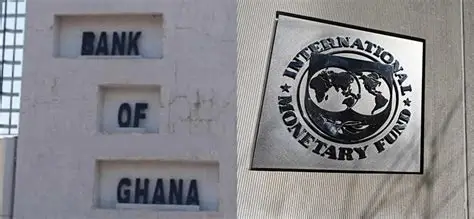 BANK
OF
GHANA
INTERNATIONAL
MONETARY FUND